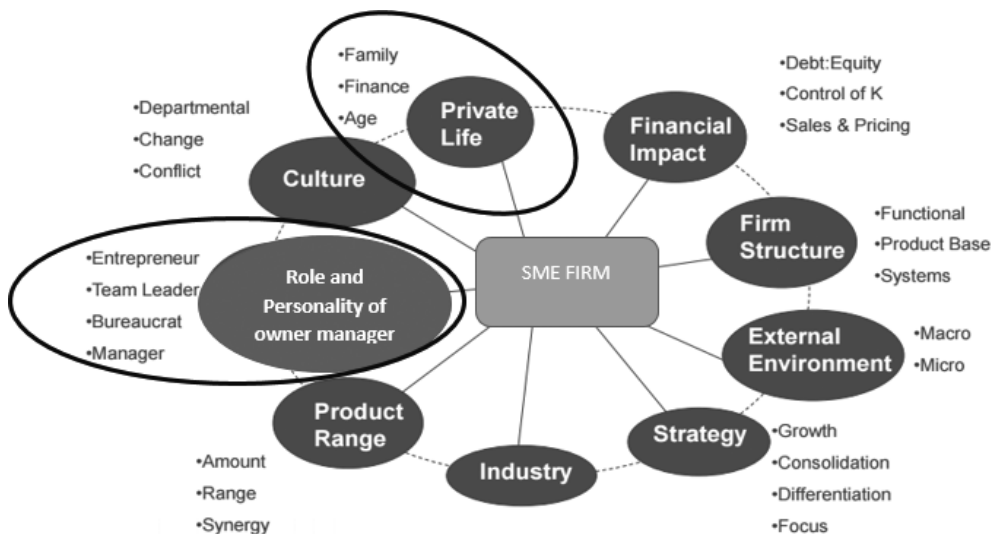 •Family
•Finance
•Age
Private
Life
•Debt:Equity
•Control of K
•Sales & Pricing
Financial
Impact
•Departmental
•Change
•Conflict
Culture
Firm
Structure
•Functional
•Product Base
•Systems
SME FIRM
•Entrepreneur
•Team Leader
•Bureaucrat
•Manager
Role and
Personality of
owner manager
External
Environment
•Macro
•Micro
Product
Range
•Amount
•Range
•Synergy
Industry
Strategy
•Growth
•Consolidation
•Differentiation
•Focus